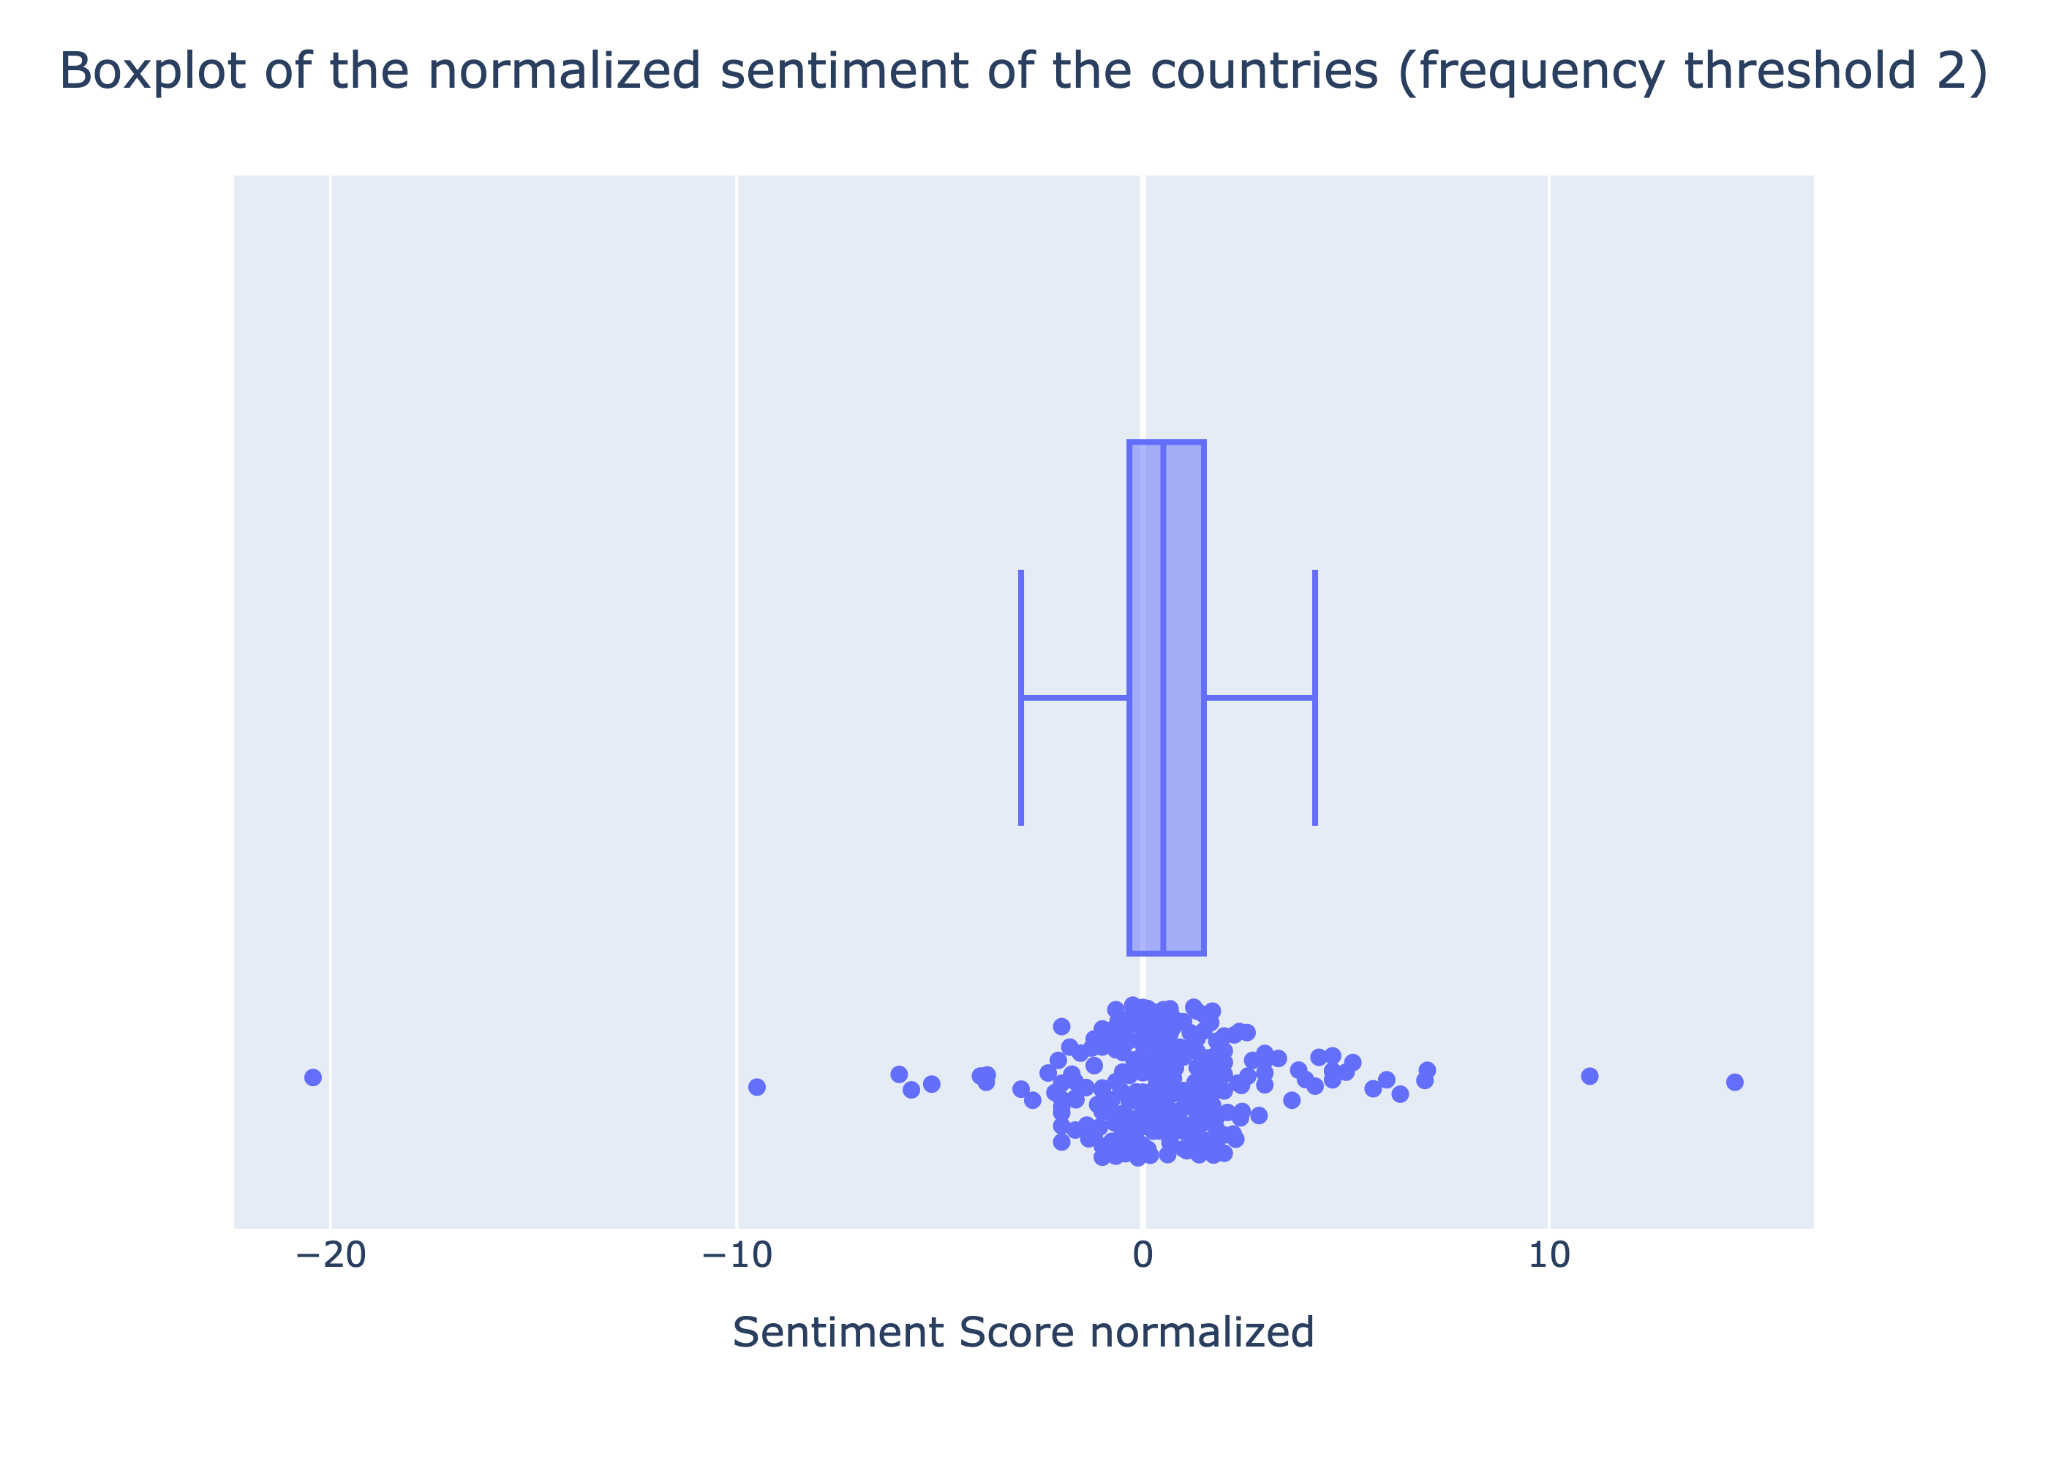 Boxplot of the normalized sentiment of the countries (frequency threshold 2)
−20 −10 0 10
Sentiment Score normalized